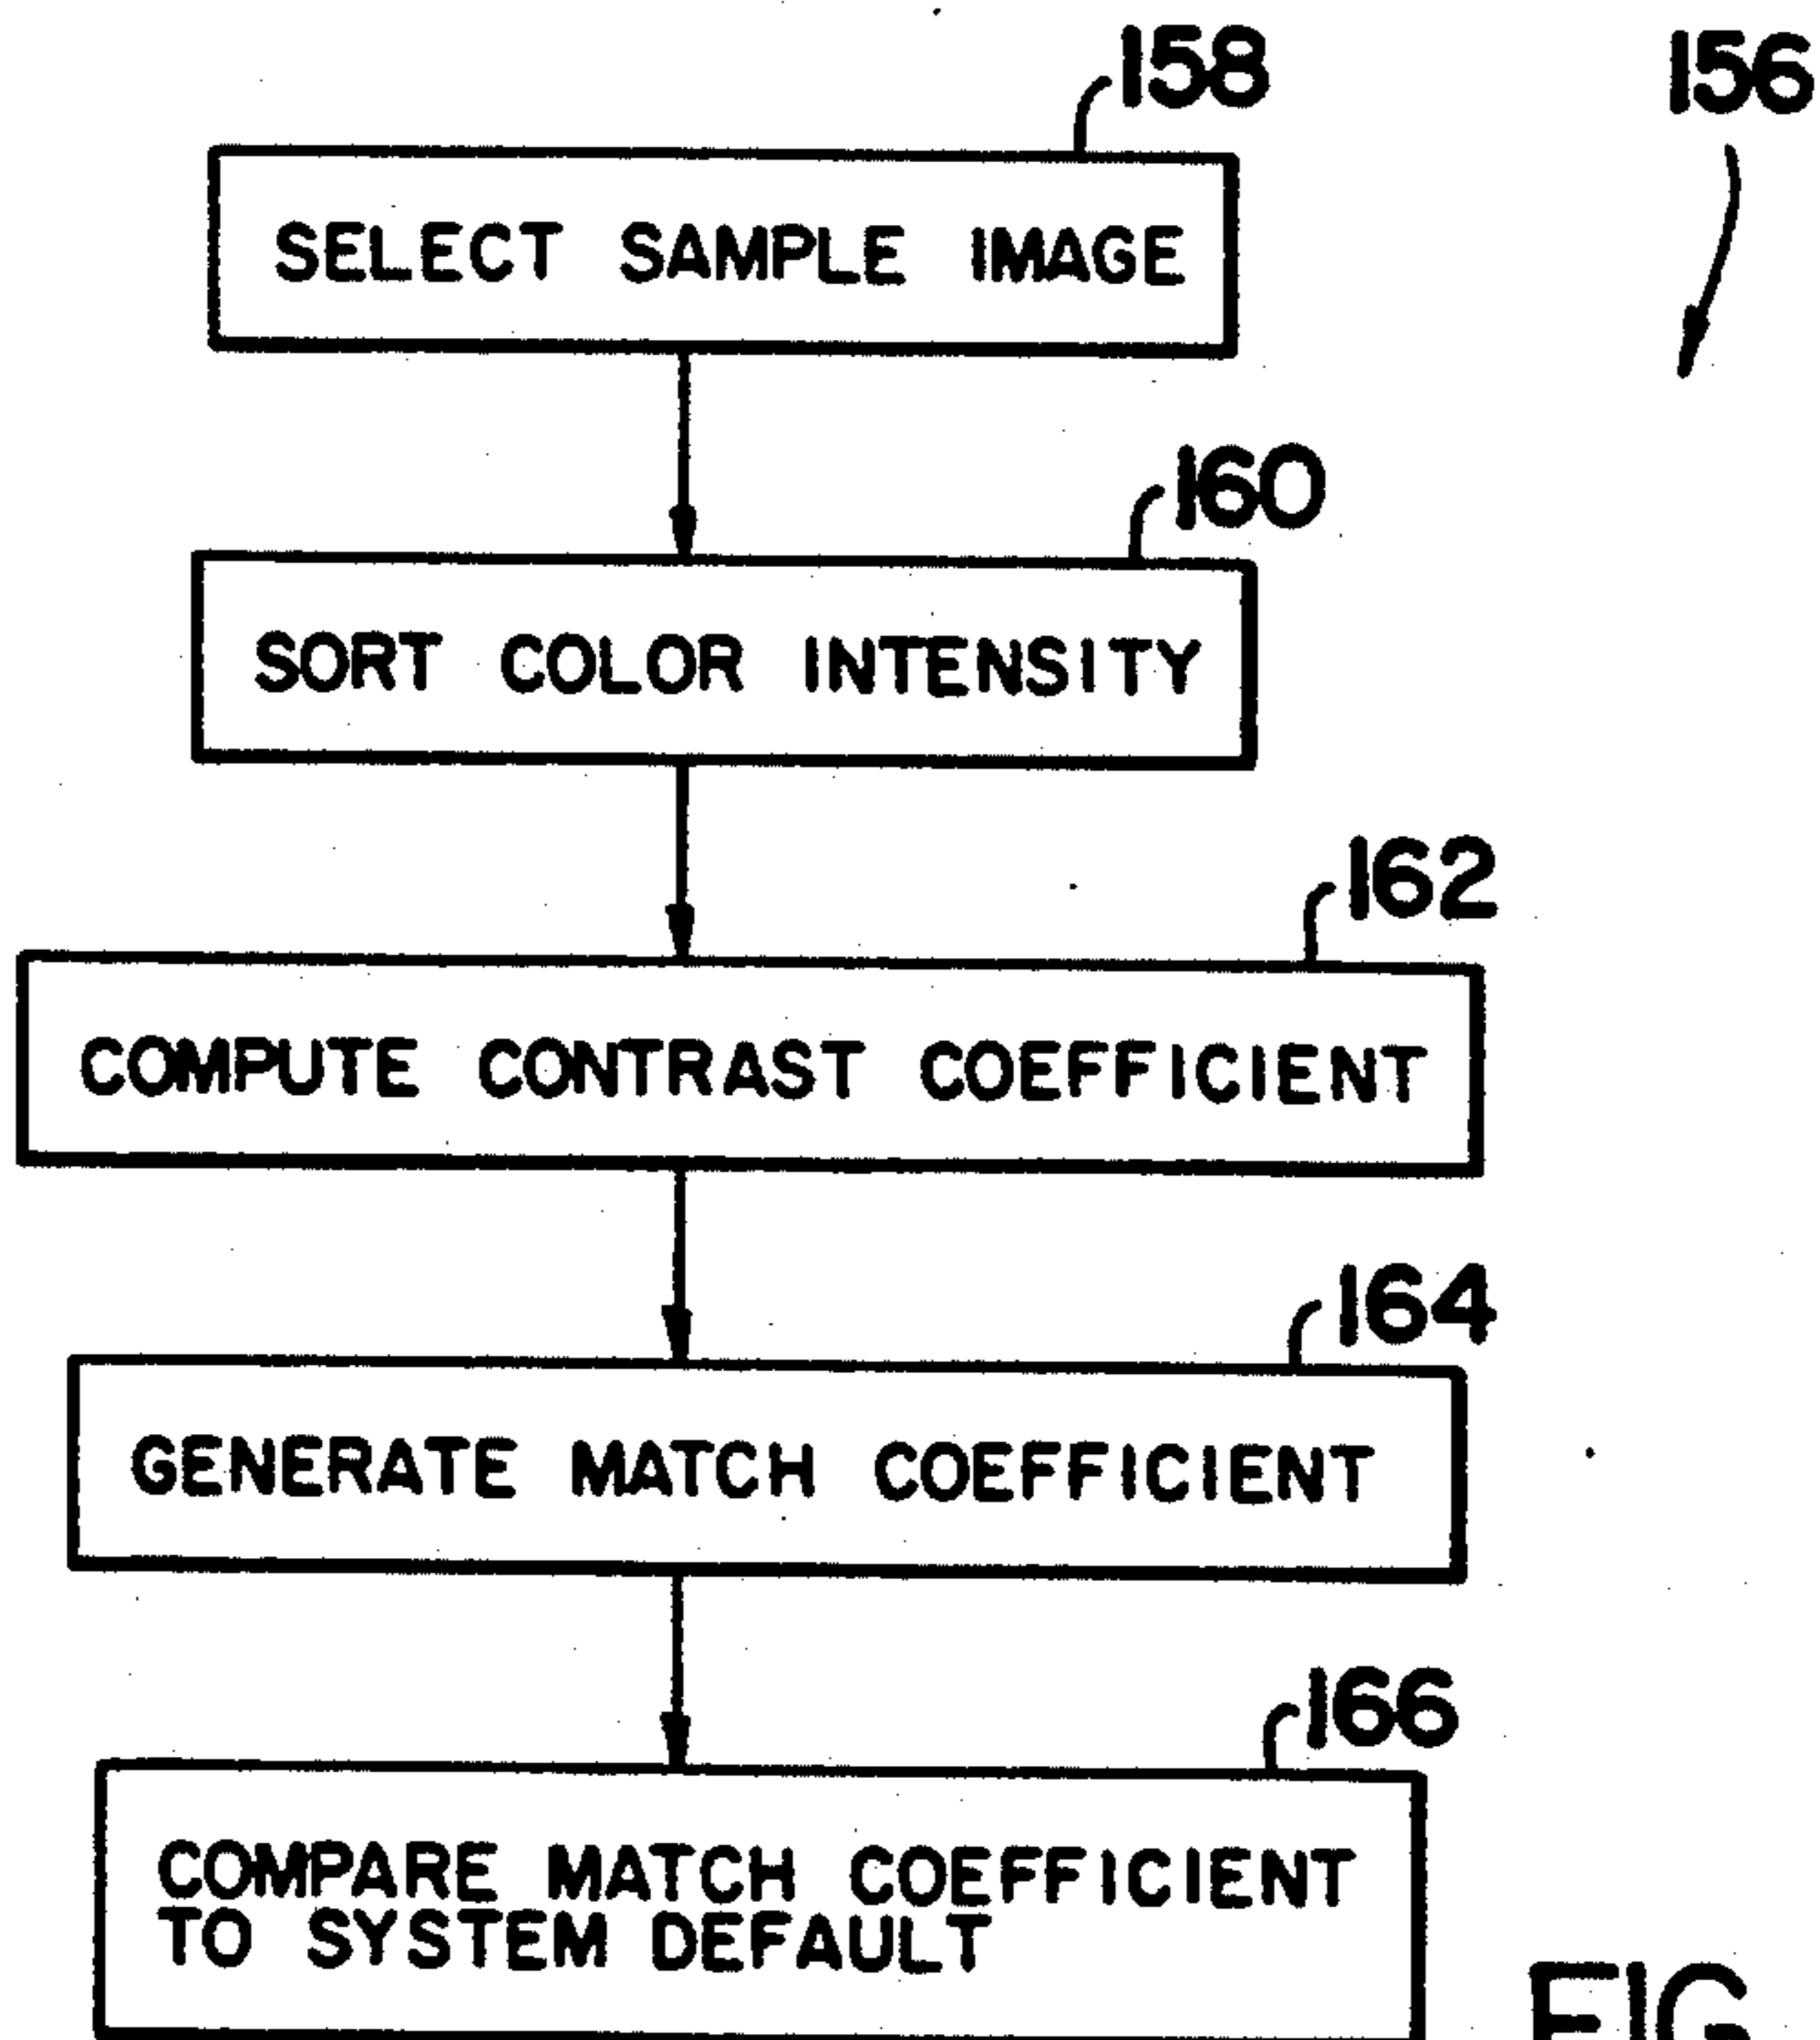 158
156
SELECT SAMPLE IMAGE
160
SORT COLOR INTENSITY
162
COMPUTE CONTRAST COEFFICIENT
164
GENERATE MATCH COEFFICIENT
166
COMPARE MATCH COEFFICIENT
TO SYSTEM DEFAULT
FIG